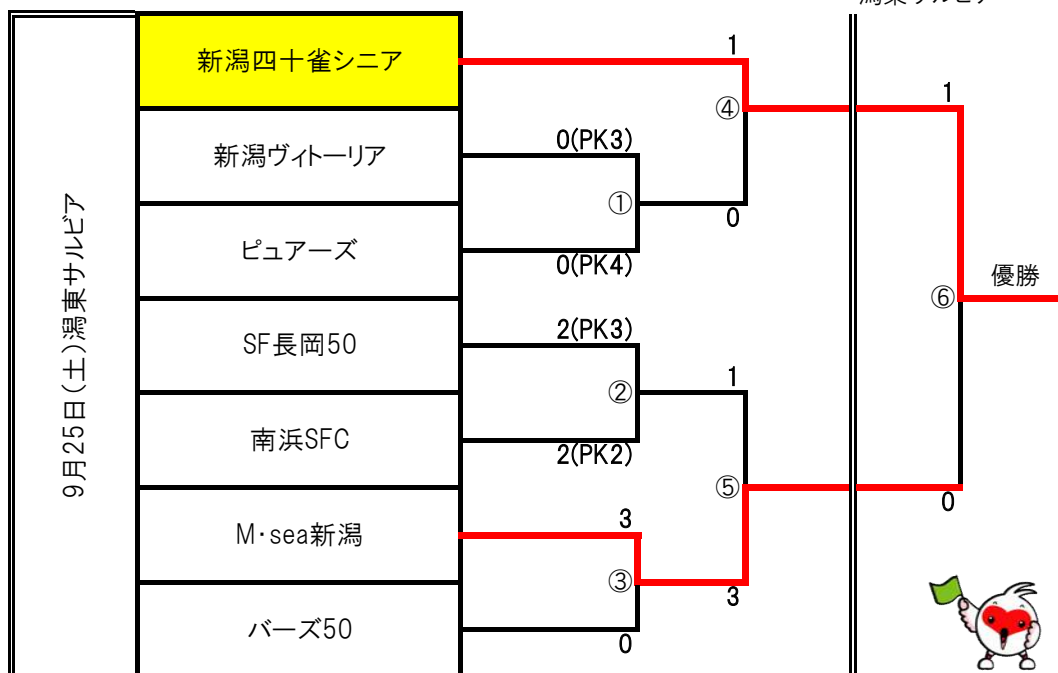 9月25日(土)潟東サルビア
新潟四十雀シニア
新潟ヴィトーリア
ピュアーズ
SF長岡50
南浜SFC
M・sea新潟
バーズ50
0(PK3)
①
0(PK4)
2(PK3)
②
2(PK2)
3
③
0
1
④
0
1
⑤
3
1
⑥
0
優勝